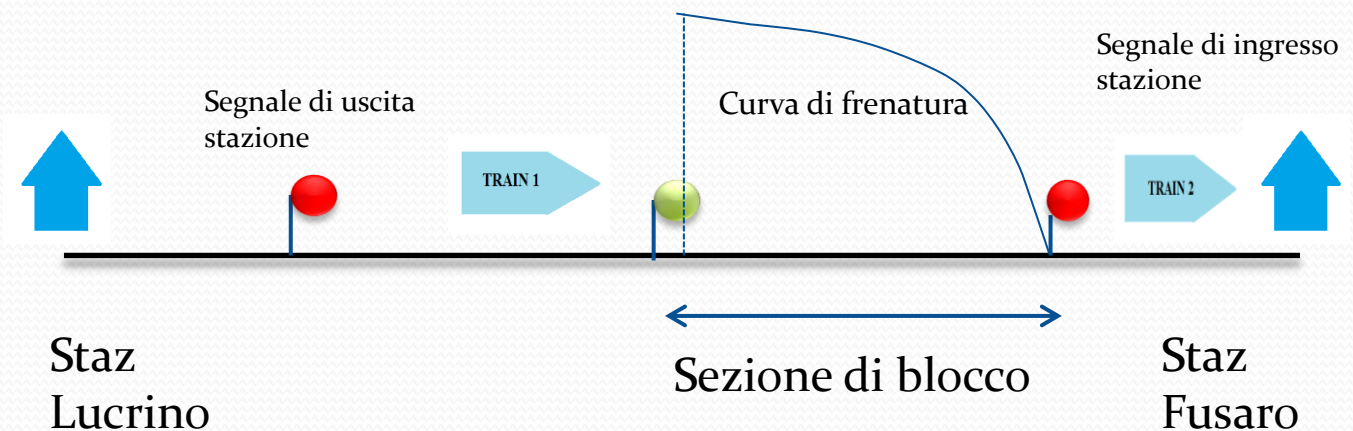 Segnale di ingresso
stazione
Segnale di uscita
stazione
Curva di frenatura
TRAIN 1
TRAIN 2
Staz
Lucrino
Sezione di blocco
Staz
Fusaro